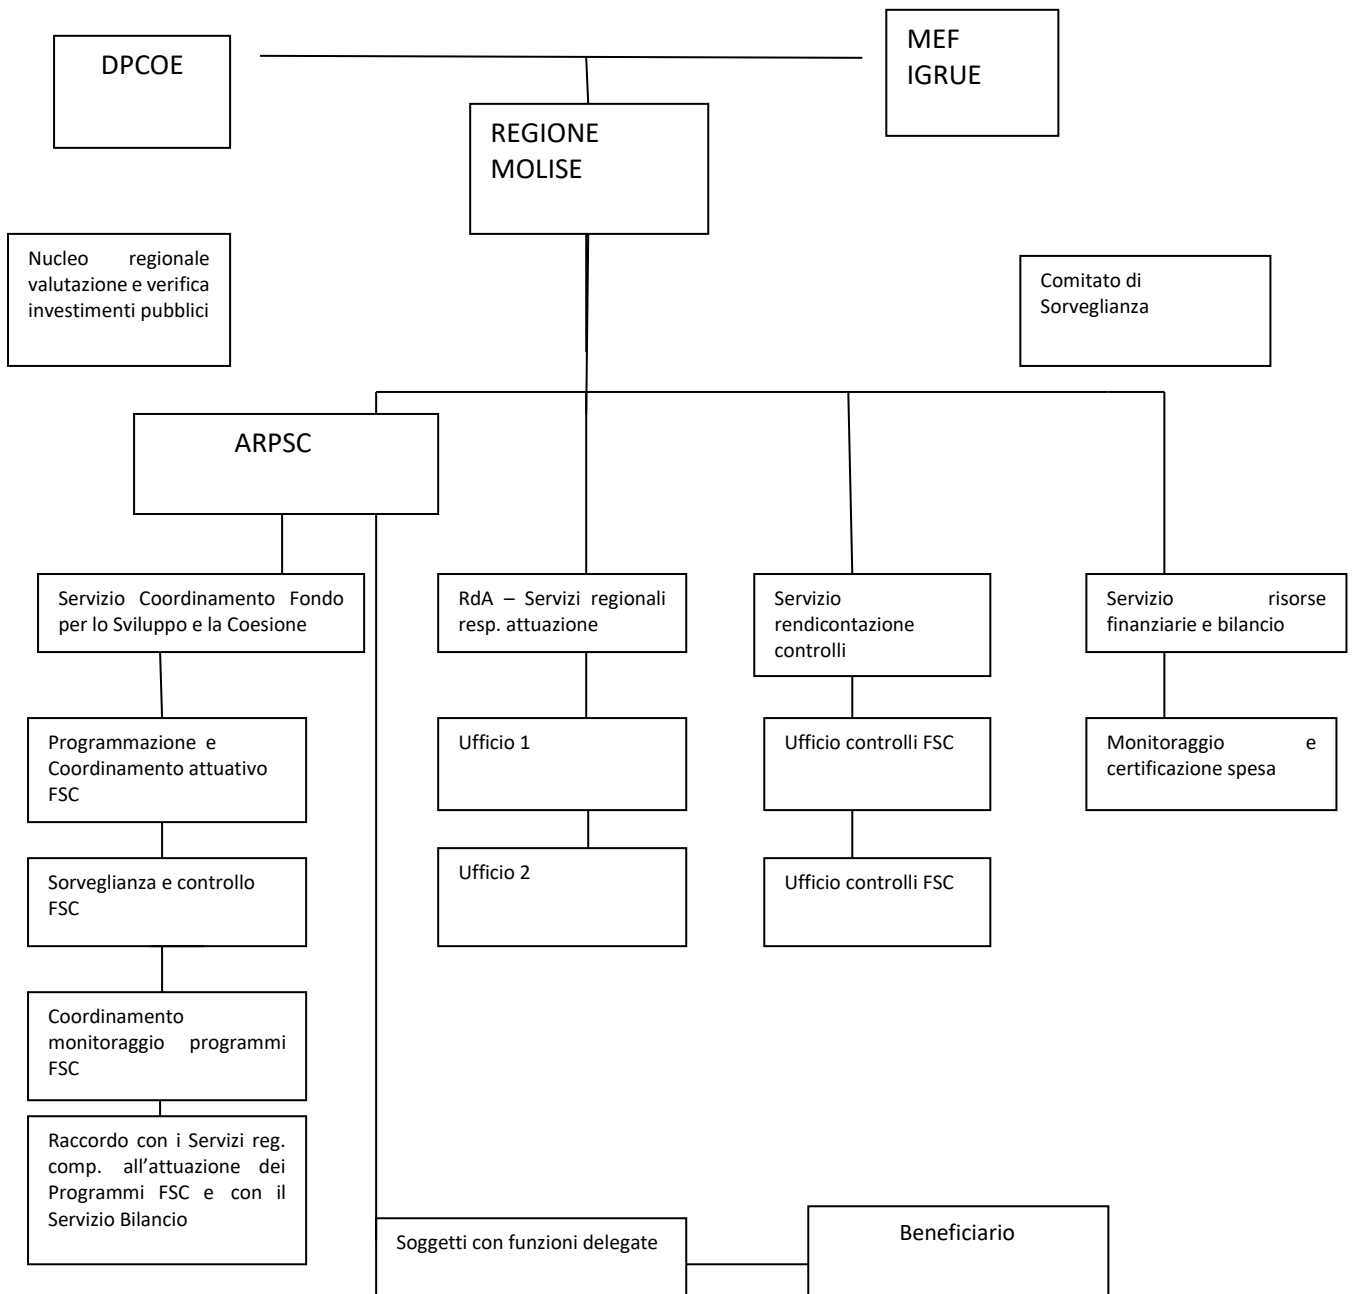 DPCOE
MEF
IGRUE
REGIONE
MOLISE
Nucleo regionale
valutazione e verifica
investimenti pubblici
Comitato di
Sorveglianza
ARPSC
Servizio Coordinamento Fondo
per lo Sviluppo e la Coesione
RdA – Servizi regionali
resp. attuazione
Servizio
rendicontazione
controlli
Servizio risorse
finanziarie e bilancio
Programmazione e
Coordinamento attuativo
FSC
Ufficio 1
Ufficio controlli FSC
Monitoraggio e
certificazione spesa
Sorveglianza e controllo
FSC
Ufficio 2
Ufficio controlli FSC
Coordinamento
monitoraggio programmi
FSC
Raccordo con i Servizi reg.
comp. all’attuazione dei
Programmi FSC e con il
Servizio Bilancio
Soggetti con funzioni delegate
Beneficiario